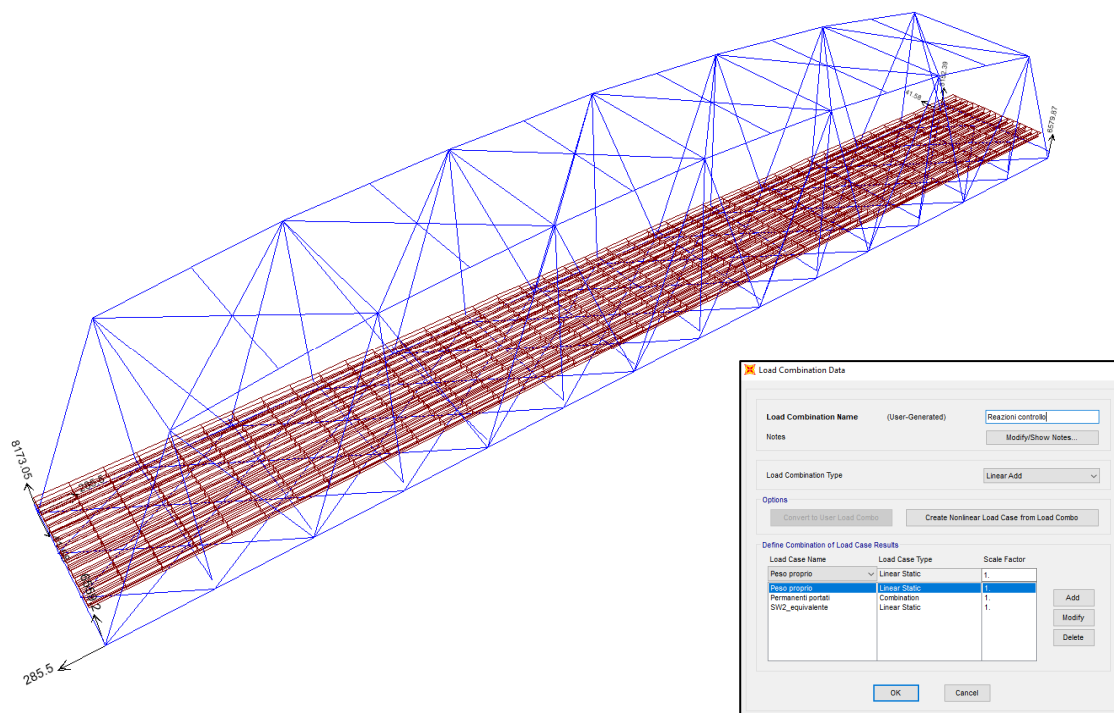 41.58
6579.87
8173.05
285.5
Load Combination Data
Load Combination Name (User-Generated) Reazioni controllo
Notes Modify/Show Notes...
Load Combination Type Linear Add
Options
Convert to User Load Combo Create Nonlinear Load Case from Load Combo
Define Combination of Load Case Results
Load Case Name Load Case Type Scale Factor
Peso proprio Linear Static 1.
Peso proprio Linear Static 1.
Permanenti portati Combination 1.
SW2_equivalente Linear Static 1.
Add
Modify
Delete
OK Cancel